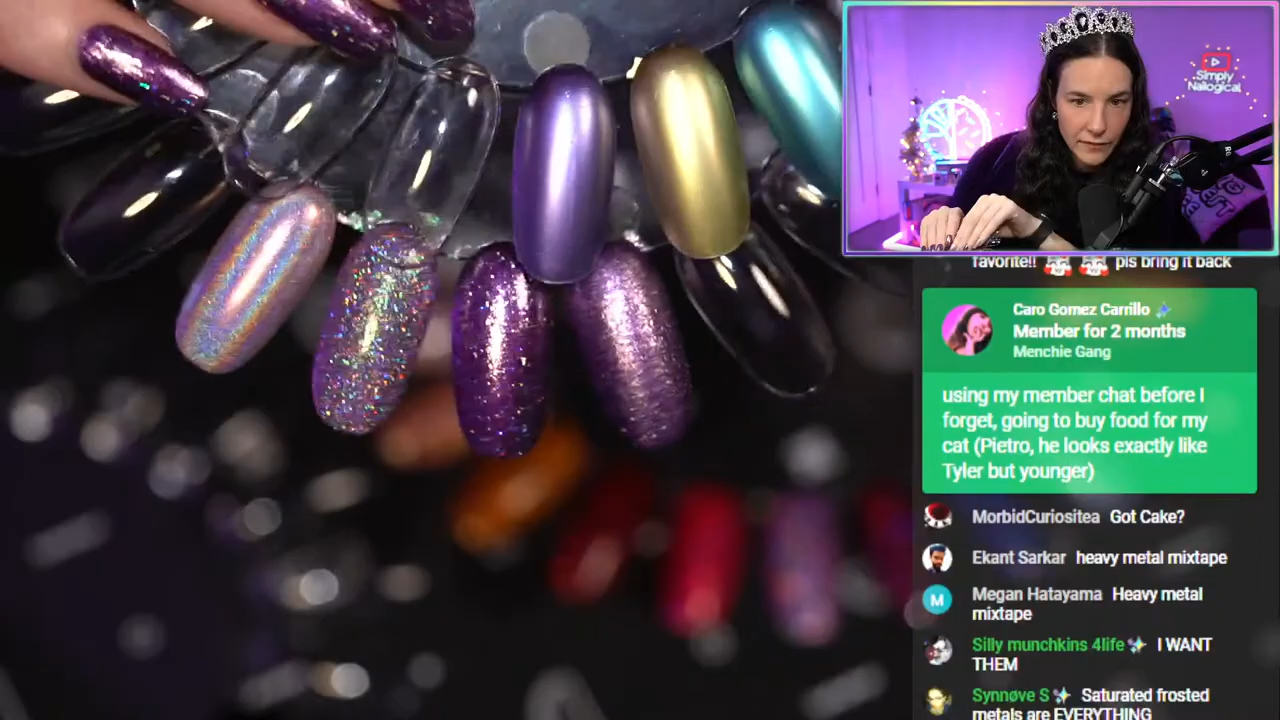 Simply
Nailogical
favorite!! pls bring it back
Caro Gomez Carrillo
Member for 2 months
Menchie Gang
using my member chat before I
forget, going to buy food for my
cat (Pietro, he looks exactly like
Tyler but younger)
MorbidCuriositea Got Cake?
Ekant Sarkar heavy metal mixtape
M
Megan Hatayama Heavy metal
mixtape
Silly munchkins 4life I WANT
THEM
Synnøve S Saturated frosted
metals are EVERYTHING